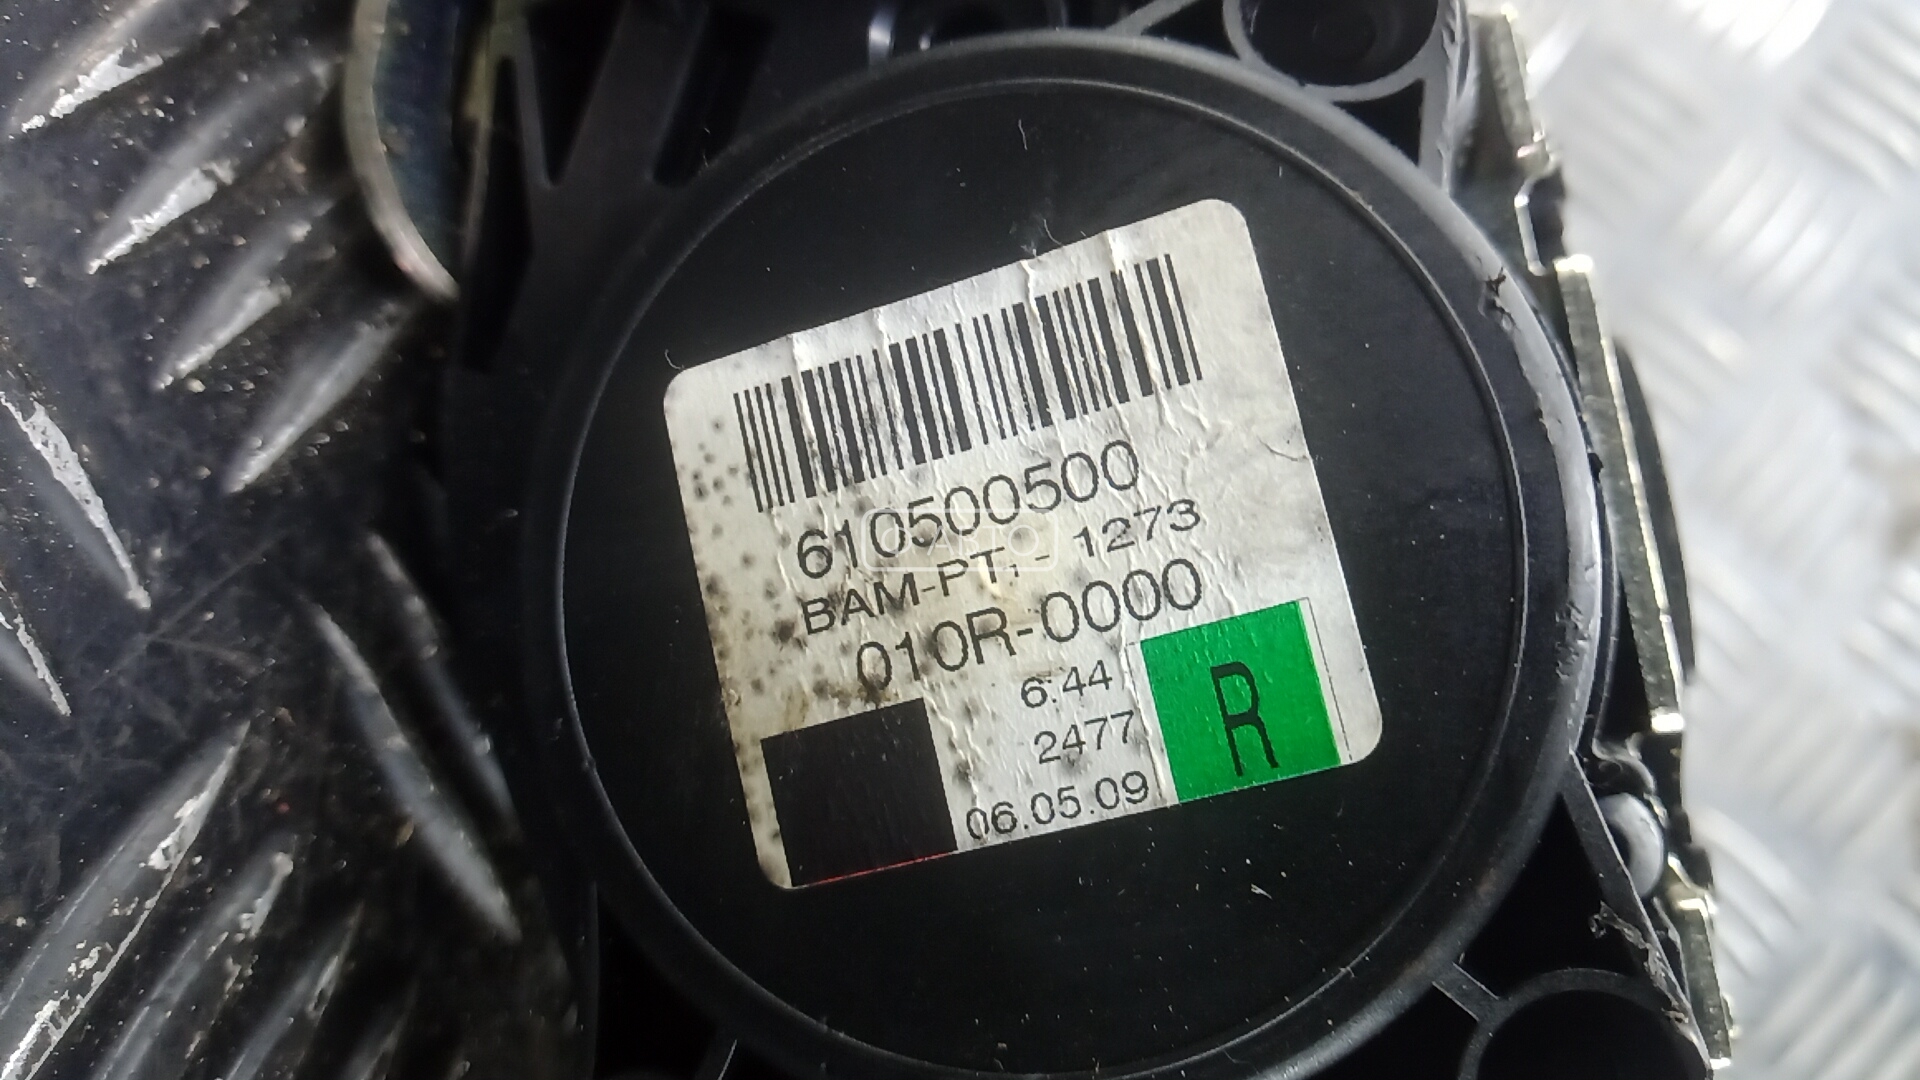 610500500
BAM-PT. - 1273
010R-0000
6:44
2477
06.05.09
R